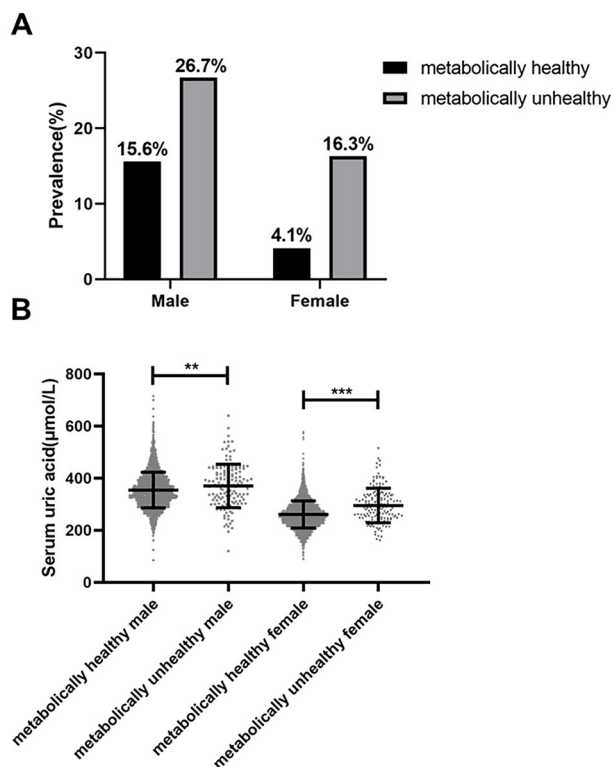 A
30
20
10
0
Prevalence(%)
15.6%
26.7%
4.1%
16.3%
Male
Female
metabolically healthy
metabolically unhealthy
B
800
600
400
200
0
Serum uric acid(μmol/L)
**
***
metabolically healthy male
metabolically unhealthy male
metabolically healthy female
metabolically unhealthy female